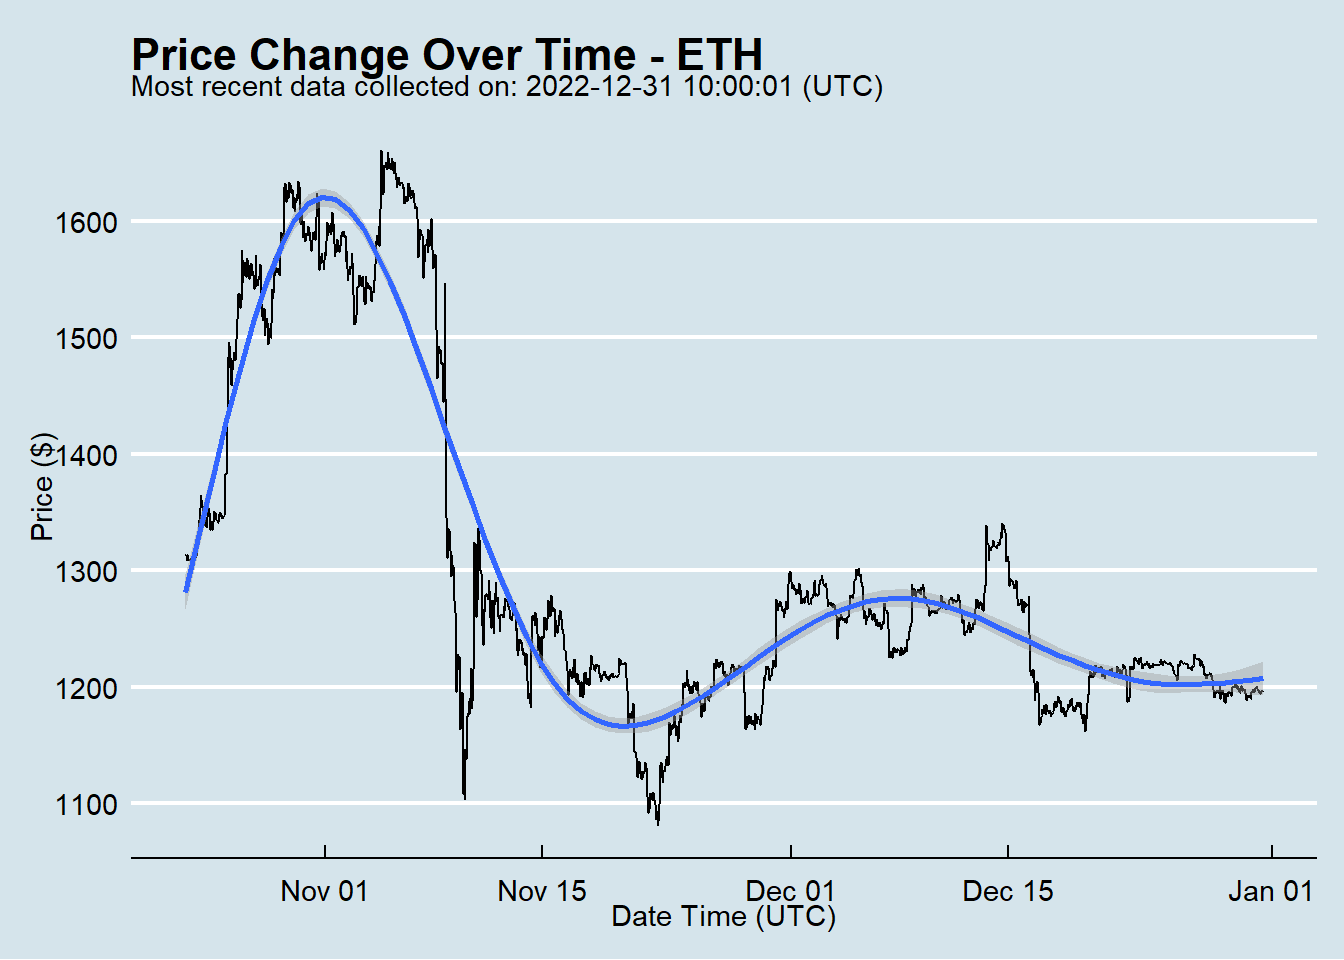 Price Change Over Time - ETH
Most recent data collected on: 2022-12-31 10:00:01 (UTC)
Price ($)
1600
1500
1400
1300
1200
1100
Nov 01
Nov 15
Dec 01
Dec 15
Jan 01
Date Time (UTC)